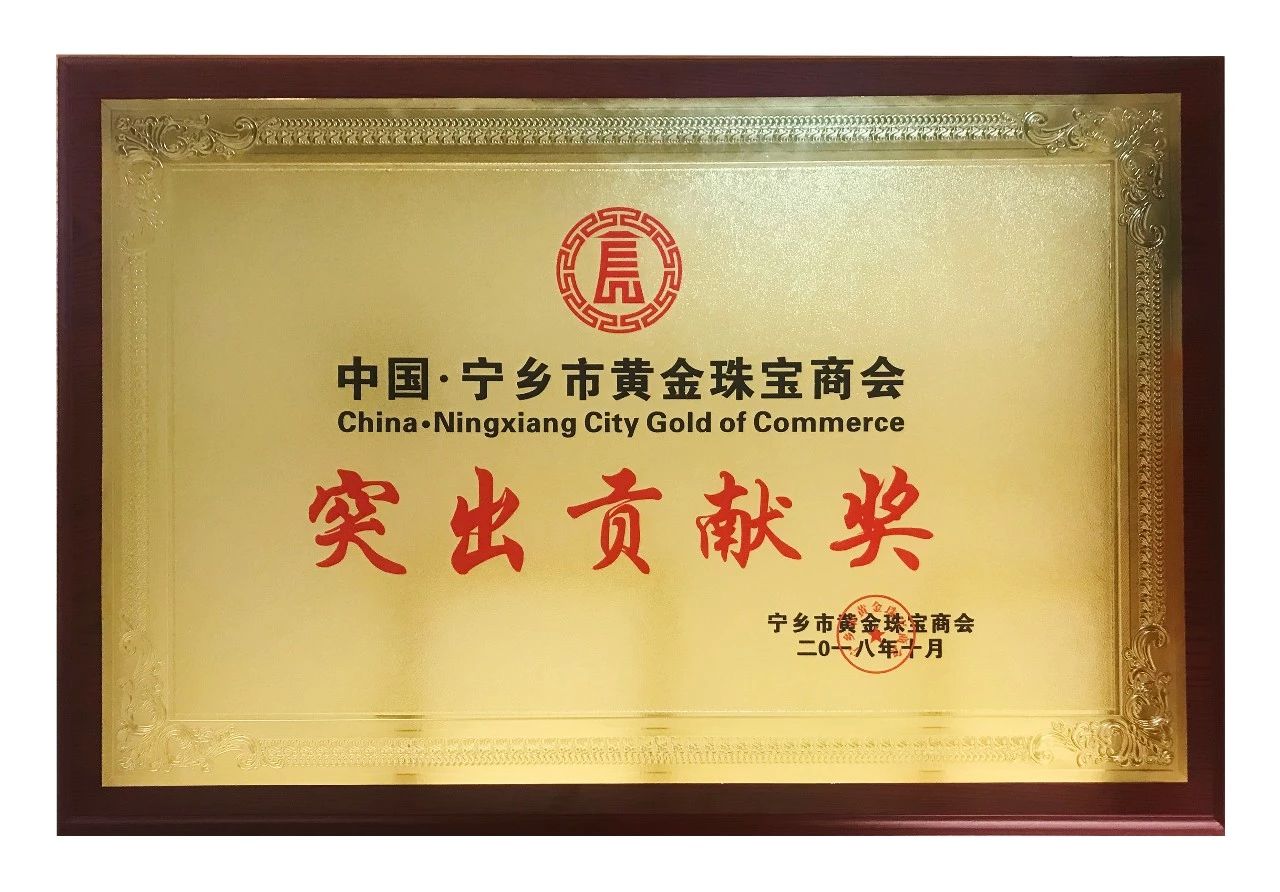 中国·宁乡市黄金珠宝商会
China•Ningxiang City Gold of Commerce
突出贡献奖
宁乡市黄金珠宝商会
二0一八年十月